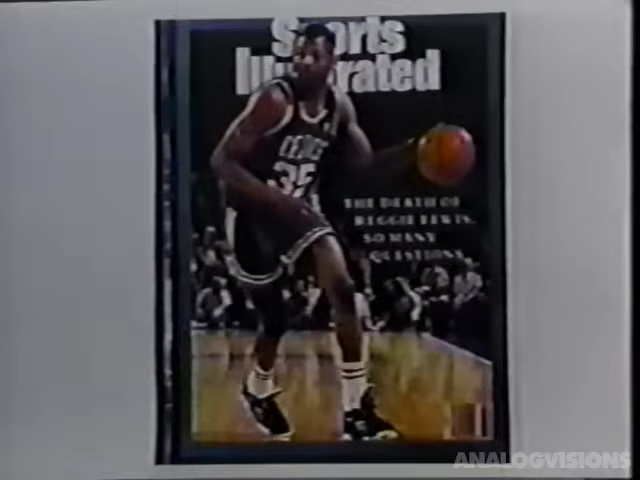 Sports
Illustrated
CELTICS
35
THE DEATH OF
REGGIE LEWIS.
SO MANY
QUESTIONS
ANALOGVISIONS